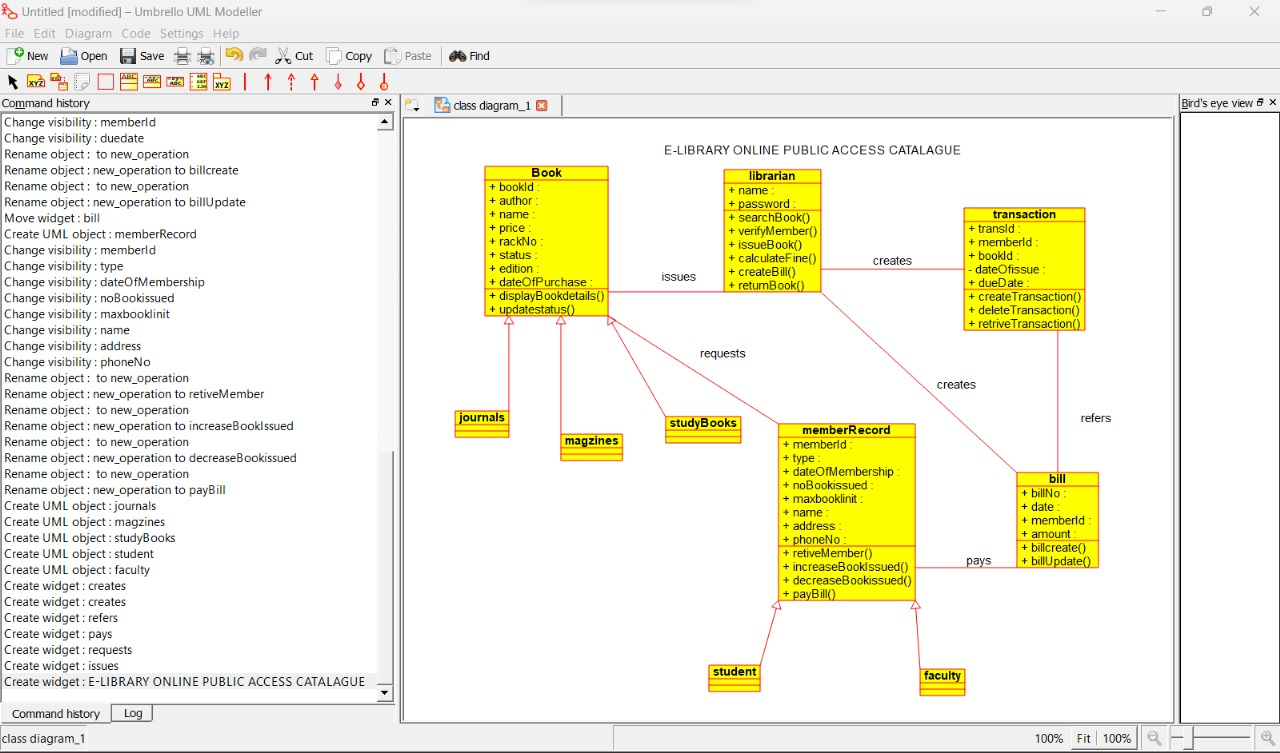 Untitled [modified] – Umbrello UML Modeller
File Edit Diagram Code Settings Help
New Open Save Cut Copy Paste Find
Command history
class diagram_1
Bird's eye view
Change visibility : memberId
Change visibility : duedate
Rename object :  to new_operation
Rename object : new_operation to billcreate
Rename object :  to new_operation
Rename object : new_operation to billUpdate
Move widget : bill
Create UML object : memberRecord
Change visibility : memberId
Change visibility : type
Change visibility : dateOfMembership
Change visibility : noBookissued
Change visibility : maxbooklinit
Change visibility : name
Change visibility : address
Change visibility : phoneNo
Rename object :  to new_operation
Rename object : new_operation to retiveMember
Rename object :  to new_operation
Rename object : new_operation to increaseBookIssued
Rename object :  to new_operation
Rename object : new_operation to decreaseBookissued
Rename object :  to new_operation
Rename object : new_operation to payBill
Create UML object : journals
Create UML object : magzines
Create UML object : studyBooks
Create UML object : student
Create UML object : faculty
Create widget : creates
Create widget : creates
Create widget : refers
Create widget : pays
Create widget : requests
Create widget : issues
Create widget : E-LIBRARY ONLINE PUBLIC ACCESS CATALAGUE
Command history Log
E-LIBRARY ONLINE PUBLIC ACCESS CATALAGUE
Book
+ bookId :
+ author :
+ name :
+ price :
+ rackNo :
+ status :
+ edition :
+ dateOfPurchase :
+ displayBookdetails()
+ updatestatus()
issues
librarian
+ name :
+ password :
+ searchBook()
+ verifyMember()
+ issueBook()
+ calculateFine()
+ createBill()
+ returnBook()
creates
transaction
+ transId :
+ memberId :
+ bookId :
- dateOfissue :
+ dueDate :
+ createTransaction()
+ deleteTransaction()
+ retriveTransaction()
requests
creates
refers
journals
magzines
studyBooks
memberRecord
+ memberId :
+ type :
+ dateOfMembership :
+ noBookissued :
+ maxbooklinit :
+ name :
+ address :
+ phoneNo :
+ retiveMember()
+ increaseBookIssued()
+ decreaseBookissued()
+ payBill()
pays
bill
+ billNo :
+ date :
+ memberId :
+ amount :
+ billcreate()
+ billUpdate()
student
faculty
class diagram_1
100% Fit 100%